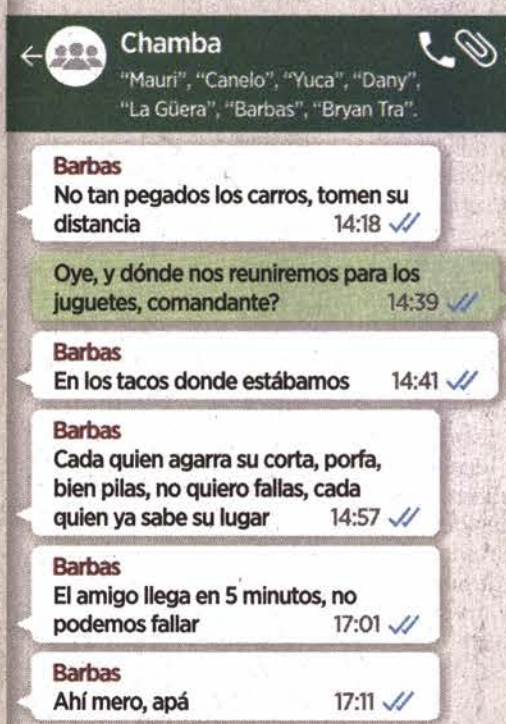 Chamba
"Mauri", "Canelo", "Yuca", "Dany",
"La Güera", "Barbas", "Bryan Tra".
Barbas
No tan pegados los carros, tomen su
distancia 14:18
Oye, y dónde nos reuniremos para los
juguetes, comandante? 14:39
Barbas
En los tacos donde estábamos 14:41
Barbas
Cada quien agarra su corta, porfa,
bien pilas, no quiero fallas, cada
quien ya sabe su lugar 14:57
Barbas
El amigo llega en 5 minutos, no
podemos fallar 17:01
Barbas
Ahí mero, apá 17:11